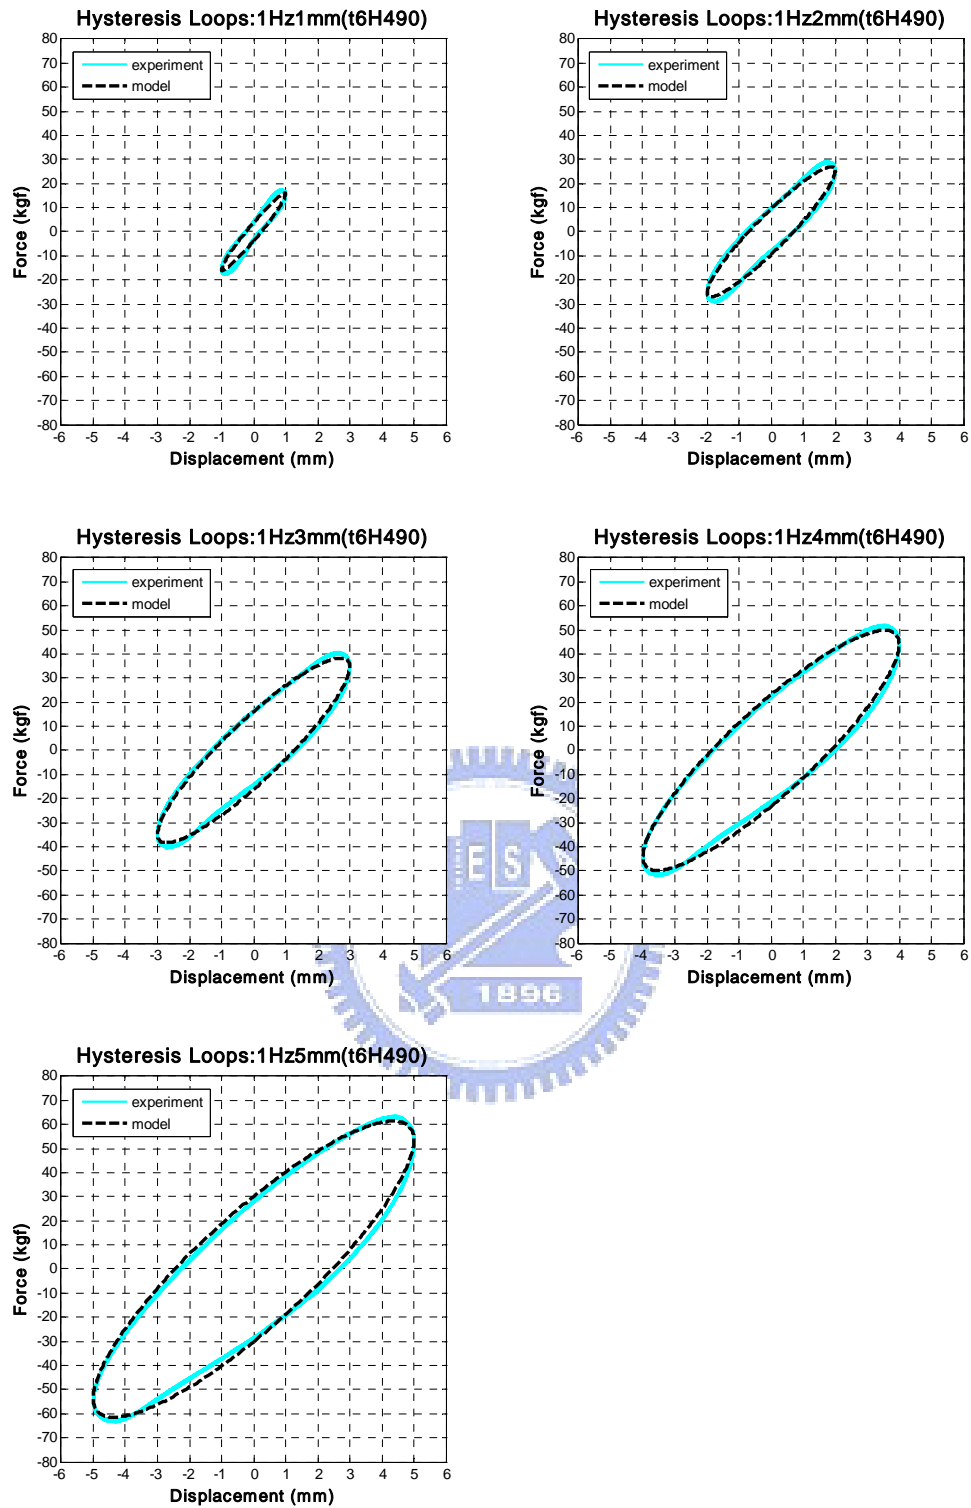 Hysteresis Loops:1Hz1mm(t6H490)
80
70
60
50
40
30
20
10
0
-10
-20
-30
-40
-50
-60
-70
-80
experiment
model
Force (kgf)
-6 -5 -4 -3 -2 -1 0 1 2 3 4 5 6
Displacement (mm)
Hysteresis Loops:1Hz2mm(t6H490)
80
70
60
50
40
30
20
10
0
-10
-20
-30
-40
-50
-60
-70
-80
experiment
model
Force (kgf)
-6 -5 -4 -3 -2 -1 0 1 2 3 4 5 6
Displacement (mm)
Hysteresis Loops:1Hz3mm(t6H490)
80
70
60
50
40
30
20
10
0
-10
-20
-30
-40
-50
-60
-70
-80
experiment
model
Force (kgf)
-6 -5 -4 -3 -2 -1 0 1 2 3 4 5 6
Displacement (mm)
Hysteresis Loops:1Hz4mm(t6H490)
80
70
60
50
40
30
20
10
0
-10
-20
-30
-40
-50
-60
-70
-80
experiment
model
Force (kgf)
-6 -5 -4 -3 -2 -1 0 1 2 3 4 5 6
Displacement (mm)
ES
1896
Hysteresis Loops:1Hz5mm(t6H490)
80
70
60
50
40
30
20
10
0
-10
-20
-30
-40
-50
-60
-70
-80
experiment
model
Force (kgf)
-6 -5 -4 -3 -2 -1 0 1 2 3 4 5 6
Displacement (mm)